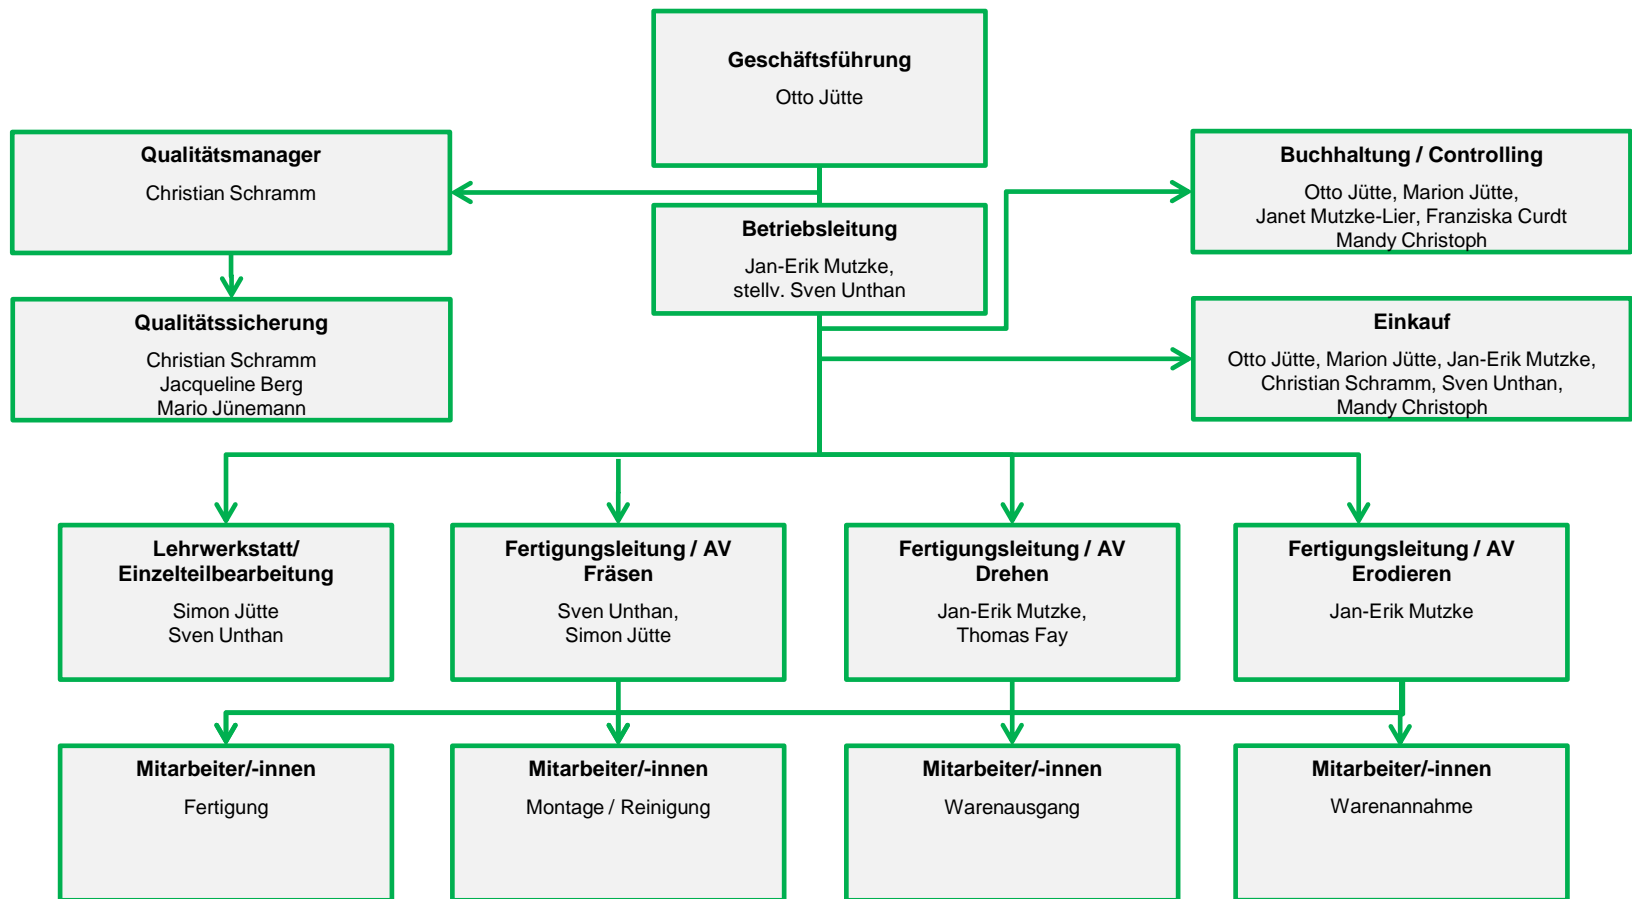 Geschäftsführung
Otto Jütte
Qualitätsmanager
Christian Schramm
Buchhaltung / Controlling
Otto Jütte, Marion Jütte,
Janet Mutzke-Lier, Franziska Curdt
Mandy Christoph
Betriebsleitung
Jan-Erik Mutzke,
stellv. Sven Unthan
Qualitätssicherung
Christian Schramm
Jacqueline Berg
Mario Jünemann
Einkauf
Otto Jütte, Marion Jütte, Jan-Erik Mutzke,
Christian Schramm, Sven Unthan,
Mandy Christoph
Lehrwerkstatt/
Einzelteilbearbeitung
Simon Jütte
Sven Unthan
Fertigungsleitung / AV
Fräsen
Sven Unthan,
Simon Jütte
Fertigungsleitung / AV
Drehen
Jan-Erik Mutzke,
Thomas Fay
Fertigungsleitung / AV
Erodieren
Jan-Erik Mutzke
Mitarbeiter/-innen
Fertigung
Mitarbeiter/-innen
Montage / Reinigung
Mitarbeiter/-innen
Warenausgang
Mitarbeiter/-innen
Warenannahme